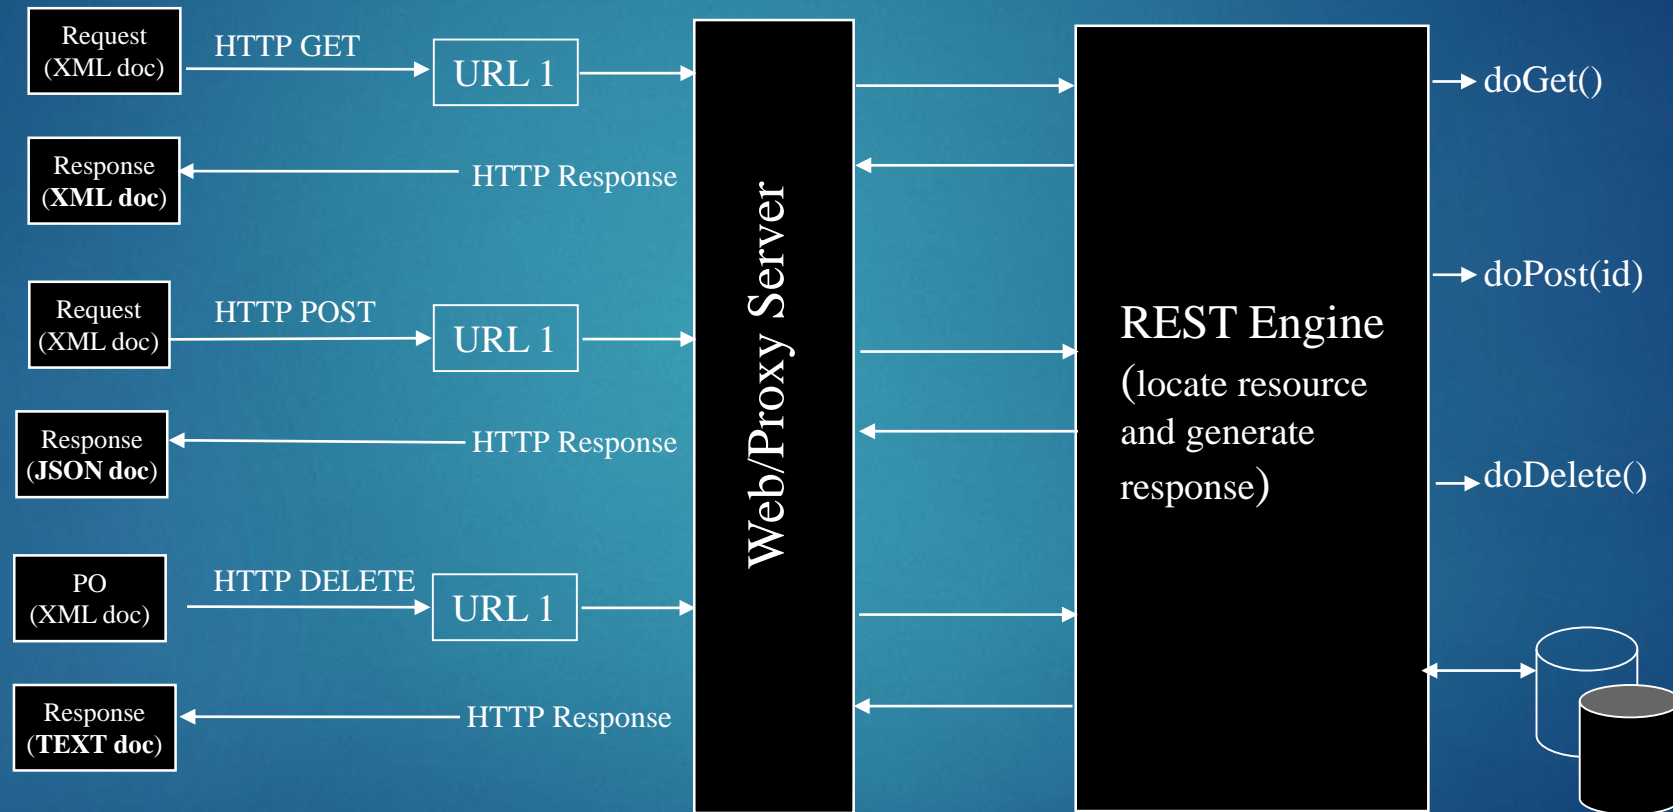 Request
(XML doc)
HTTP GET
URL 1
Response
(XML doc)
HTTP Response
Request
(XML doc)
HTTP POST
URL 1
Response
(JSON doc)
HTTP Response
PO
(XML doc)
HTTP DELETE
URL 1
Response
(TEXT doc)
HTTP Response
Web/Proxy Server
REST Engine
(locate resource
and generate
response)
doGet()
doPost(id)
doDelete()